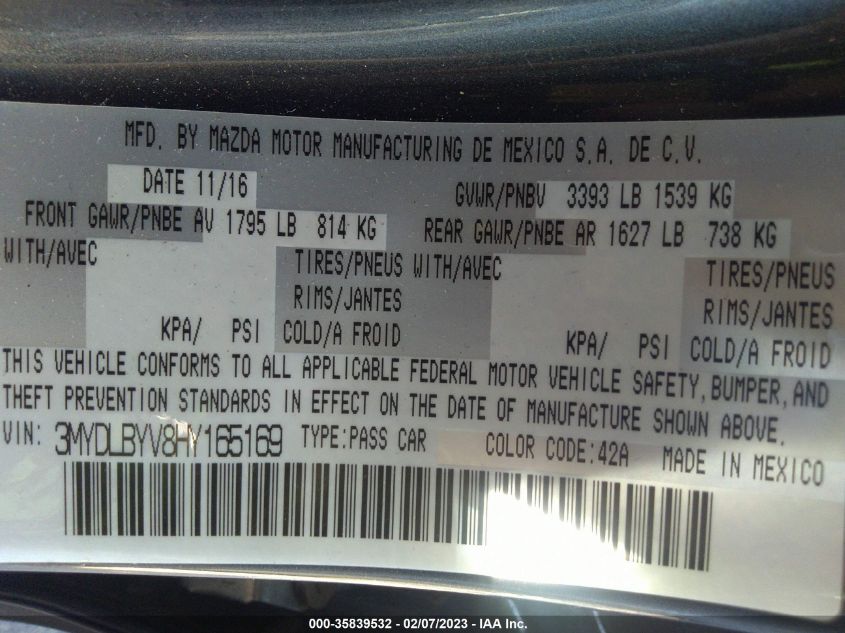 MFD. BY MAZDA MOTOR MANUFACTURING DE MEXICO S.A. DE C.V.
DATE 11/16 GVWR/PNBV 3393 LB 1539 KG
FRONT GAWR/PNBE AV 1795 LB 814 KG REAR GAWR/PNBE AR 1627 LB 738 KG
WITH/AVEC TIRES/PNEUS WITH/AVEC TIRES/PNEUS
RIMS/JANTES RIMS/JANTES
KPA/ PSI COLD/A FROID KPA/ PSI COLD/A FROID
THIS VEHICLE CONFORMS TO ALL APPLICABLE FEDERAL MOTOR VEHICLE SAFETY, BUMPER, AND
THEFT PREVENTION STANDARDS IN EFFECT ON THE DATE OF MANUFACTURE SHOWN ABOVE.
VIN: 3MYDLBYV8HY165169 TYPE:PASS CAR COLOR CODE:42A MADE IN MEXICO
000-35839532 - 02/07/2023 - IAA Inc.